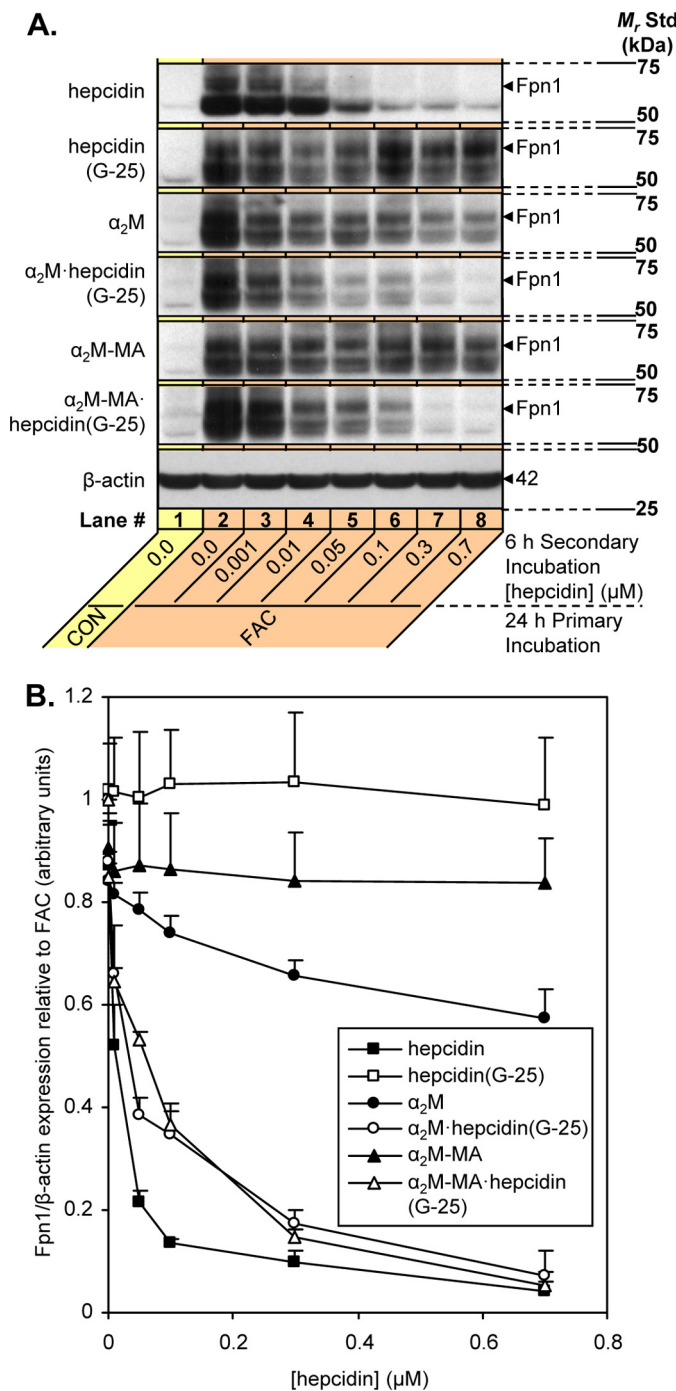 A.
M_r Std
(kDa)
hepcidin
Fpn1
75
50
hepcidin
(G-25)
Fpn1
75
50
α₂M
Fpn1
75
50
α₂M·hepcidin
(G-25)
Fpn1
75
50
α₂M-MA
Fpn1
75
50
α₂M-MA·
hepcidin(G-25)
Fpn1
75
50
β-actin
42
25
Lane # 1 2 3 4 5 6 7 8
0.0 0.0 0.001 0.01 0.05 0.1 0.3 0.7
6 h Secondary
Incubation
[hepcidin] (µM)
CON FAC
24 h Primary
Incubation
B.
Fpn1/β-actin expression relative to FAC (arbitrary units)
1.2
1
0.8
0.6
0.4
0.2
0
hepcidin
hepcidin(G-25)
α₂M
α₂M·hepcidin(G-25)
α₂M-MA
α₂M-MA·hepcidin
(G-25)
0 0.2 0.4 0.6 0.8
[hepcidin] (µM)